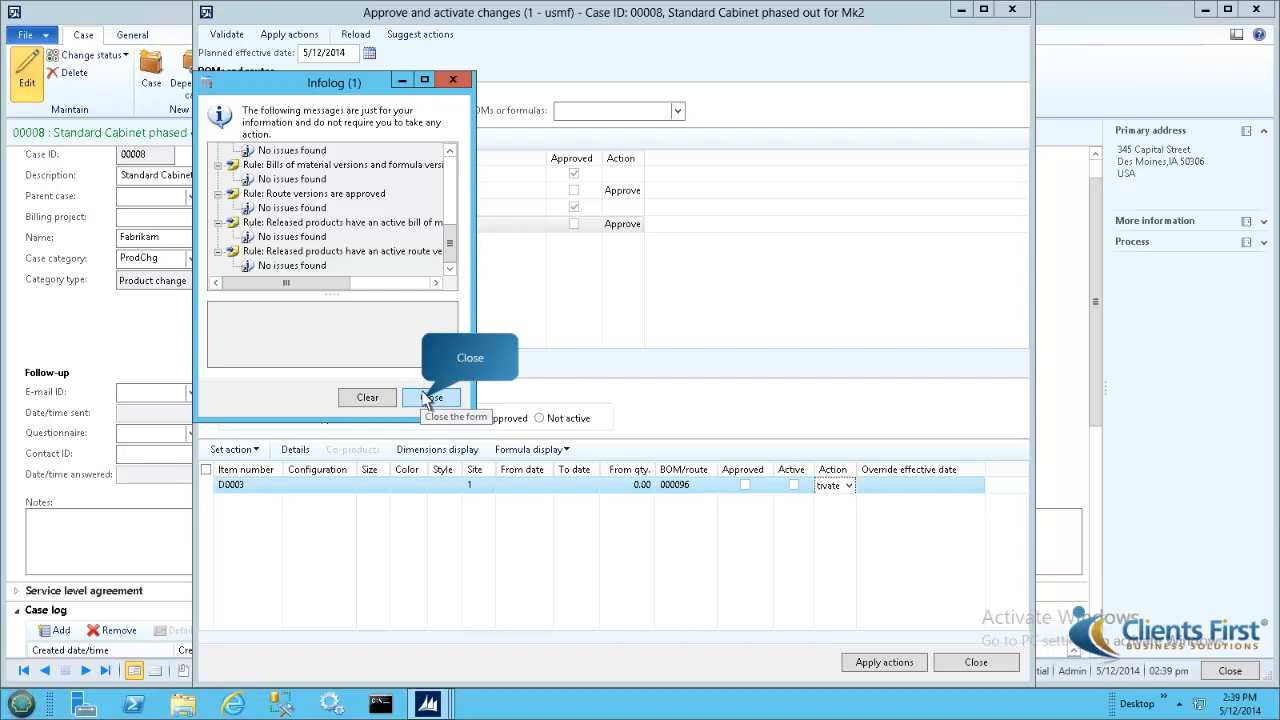 Approve and activate changes (1 - usmf) - Case ID: 00008, Standard Cabinet phased out for Mk2
File Case General
Validate Apply actions Reload Suggest actions
Planned effective date: 5/12/2014
Edit
Change status
Delete
Case
Maintain
New
Infolog (1)
The following messages are just for your
information and do not require you to take any
action.
No issues found
Rule: Bills of material versions and formula
No issues found
Rule: Route versions are approved
No issues found
Rule: Released products have an active bill of
No issues found
Rule: Released products have an active route
No issues found
Clear
Close
Close the form
or formulas:
Approved Action
Approve
Approve
00008 : Standard Cabinet phased
Case ID: 00008
Description: Standard Cabinet
Parent case:
Billing project:
Name: Fabrikam
Case category: ProdChg
Category type: Product change
Follow-up
E-mail ID:
Date/time sent:
Questionnaire:
Contact ID:
Date/time answered:
Notes:
Service level agreement
Case log
Add Remove
Created date/time
Not active
Set action Details Co-products Dimensions display Formula display
Item number Configuration Size Color Style Site From date To date From qty. BOM/route Approved Active Action Override effective date
D0003 1 0.00 000096
Apply actions Close
Primary address
345 Capital Street
Des Moines,IA 50309
USA
More information
Process
Activate Windows
Clients First
BUSINESS SOLUTIONS
Admin 5/12/2014 02:39 pm Close
Desktop
2:39 PM
5/12/2014